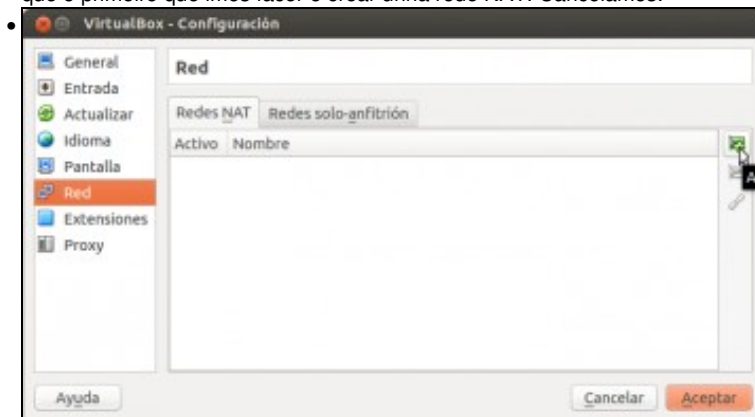 VirtualBox - Configuración
General
Entrada
Actualizar
Idioma
Pantalla
Red
Extensiones
Proxy
Red
Redes NAT Redes solo-anfitrión
Activo Nombre
A
Ayuda Cancelar Aceptar